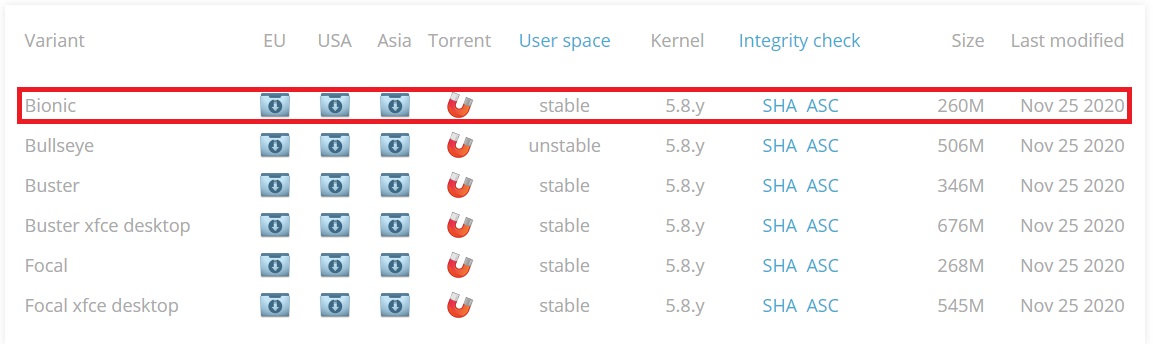 Variant EU USA Asia Torrent User space Kernel Integrity check Size Last modified
Bionic stable 5.8.y SHA ASC 260M Nov 25 2020
Bullseye unstable 5.8.y SHA ASC 506M Nov 25 2020
Buster stable 5.8.y SHA ASC 346M Nov 25 2020
Buster xfce desktop stable 5.8.y SHA ASC 676M Nov 25 2020
Focal stable 5.8.y SHA ASC 268M Nov 25 2020
Focal xfce desktop stable 5.8.y SHA ASC 545M Nov 25 2020